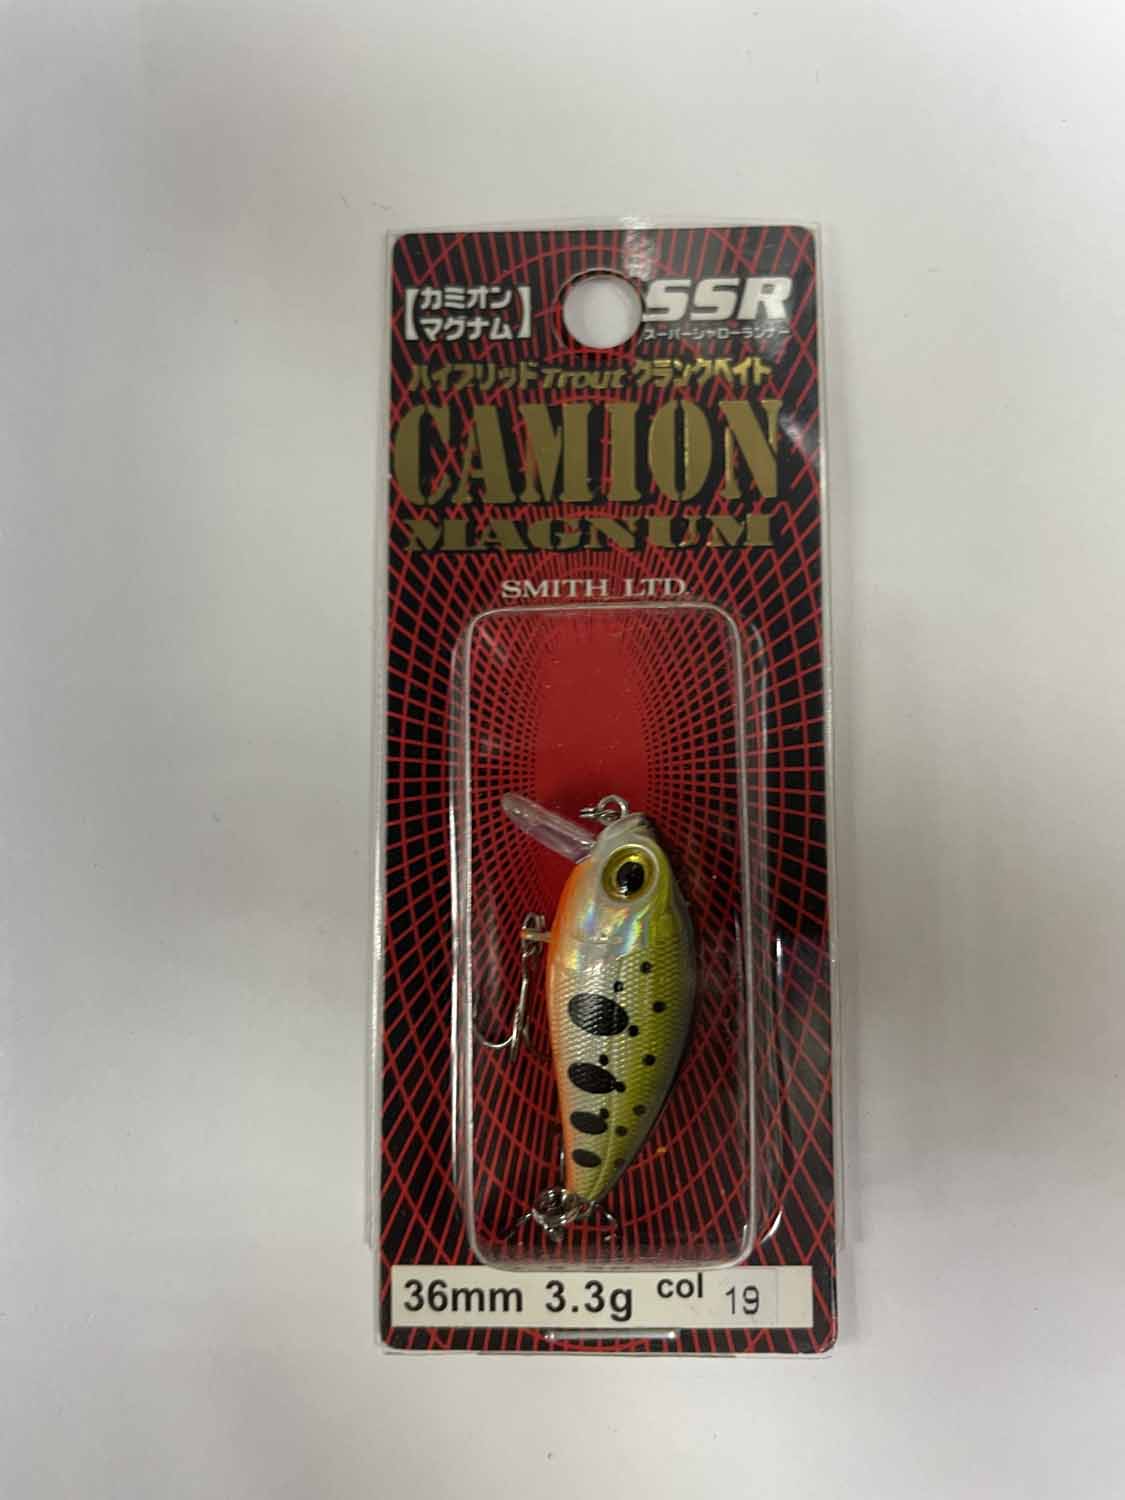 【カミオン
マグナム】
SSR
スーパーシャローランナー
ハイブリッドTroutクランクベイト
CAMION
MAGNUM
SMITH LTD.
36mm 3.3g col 19